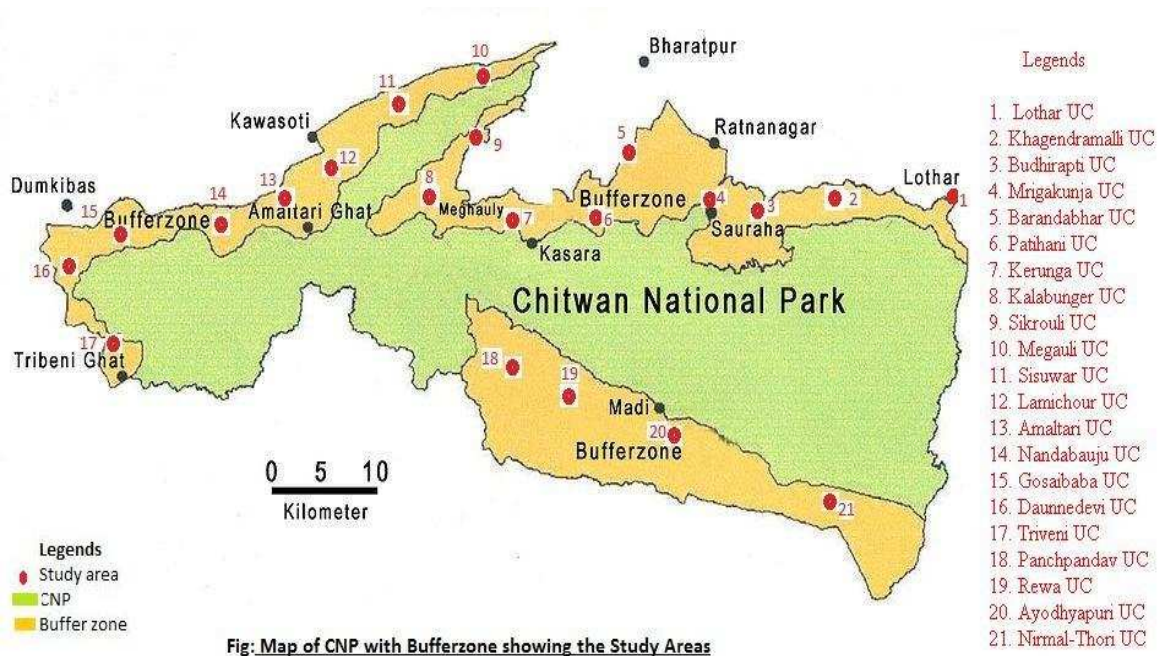 10
Bharatpur
Legends
11
Kawasoti
9
5
Ratnanagar
12
Dumkibas
13
8
Lothar
14
15
Bufferzone
Amaltari Ghat
Meghauly
7
Bufferzone
6
4
3
2
1
Sauraha
Kasara
16
Chitwan National Park
17
Tribeni Ghat
18
19
Madi
20
Bufferzone
21
0 5 10
Kilometer
Legends
Study area
CNP
Buffer zone
Fig: Map of CNP with Bufferzone showing the Study Areas
1. Lothar UC
2. Khagendramalli UC
3. Budhirapti UC
4. Mrigakunja UC
5. Barandabhar UC
6. Patihani UC
7. Kerunga UC
8. Kalabunger UC
9. Sikrouli UC
10. Megauli UC
11. Sisuwar UC
12. Lamichour UC
13. Amaltari UC
14. Nandabauju UC
15. Gosaibaba UC
16. Daunnedevi UC
17. Triveni UC
18. Panchpandav UC
19. Rewa UC
20. Ayodhyapuri UC
21. Nirmal-Thori UC